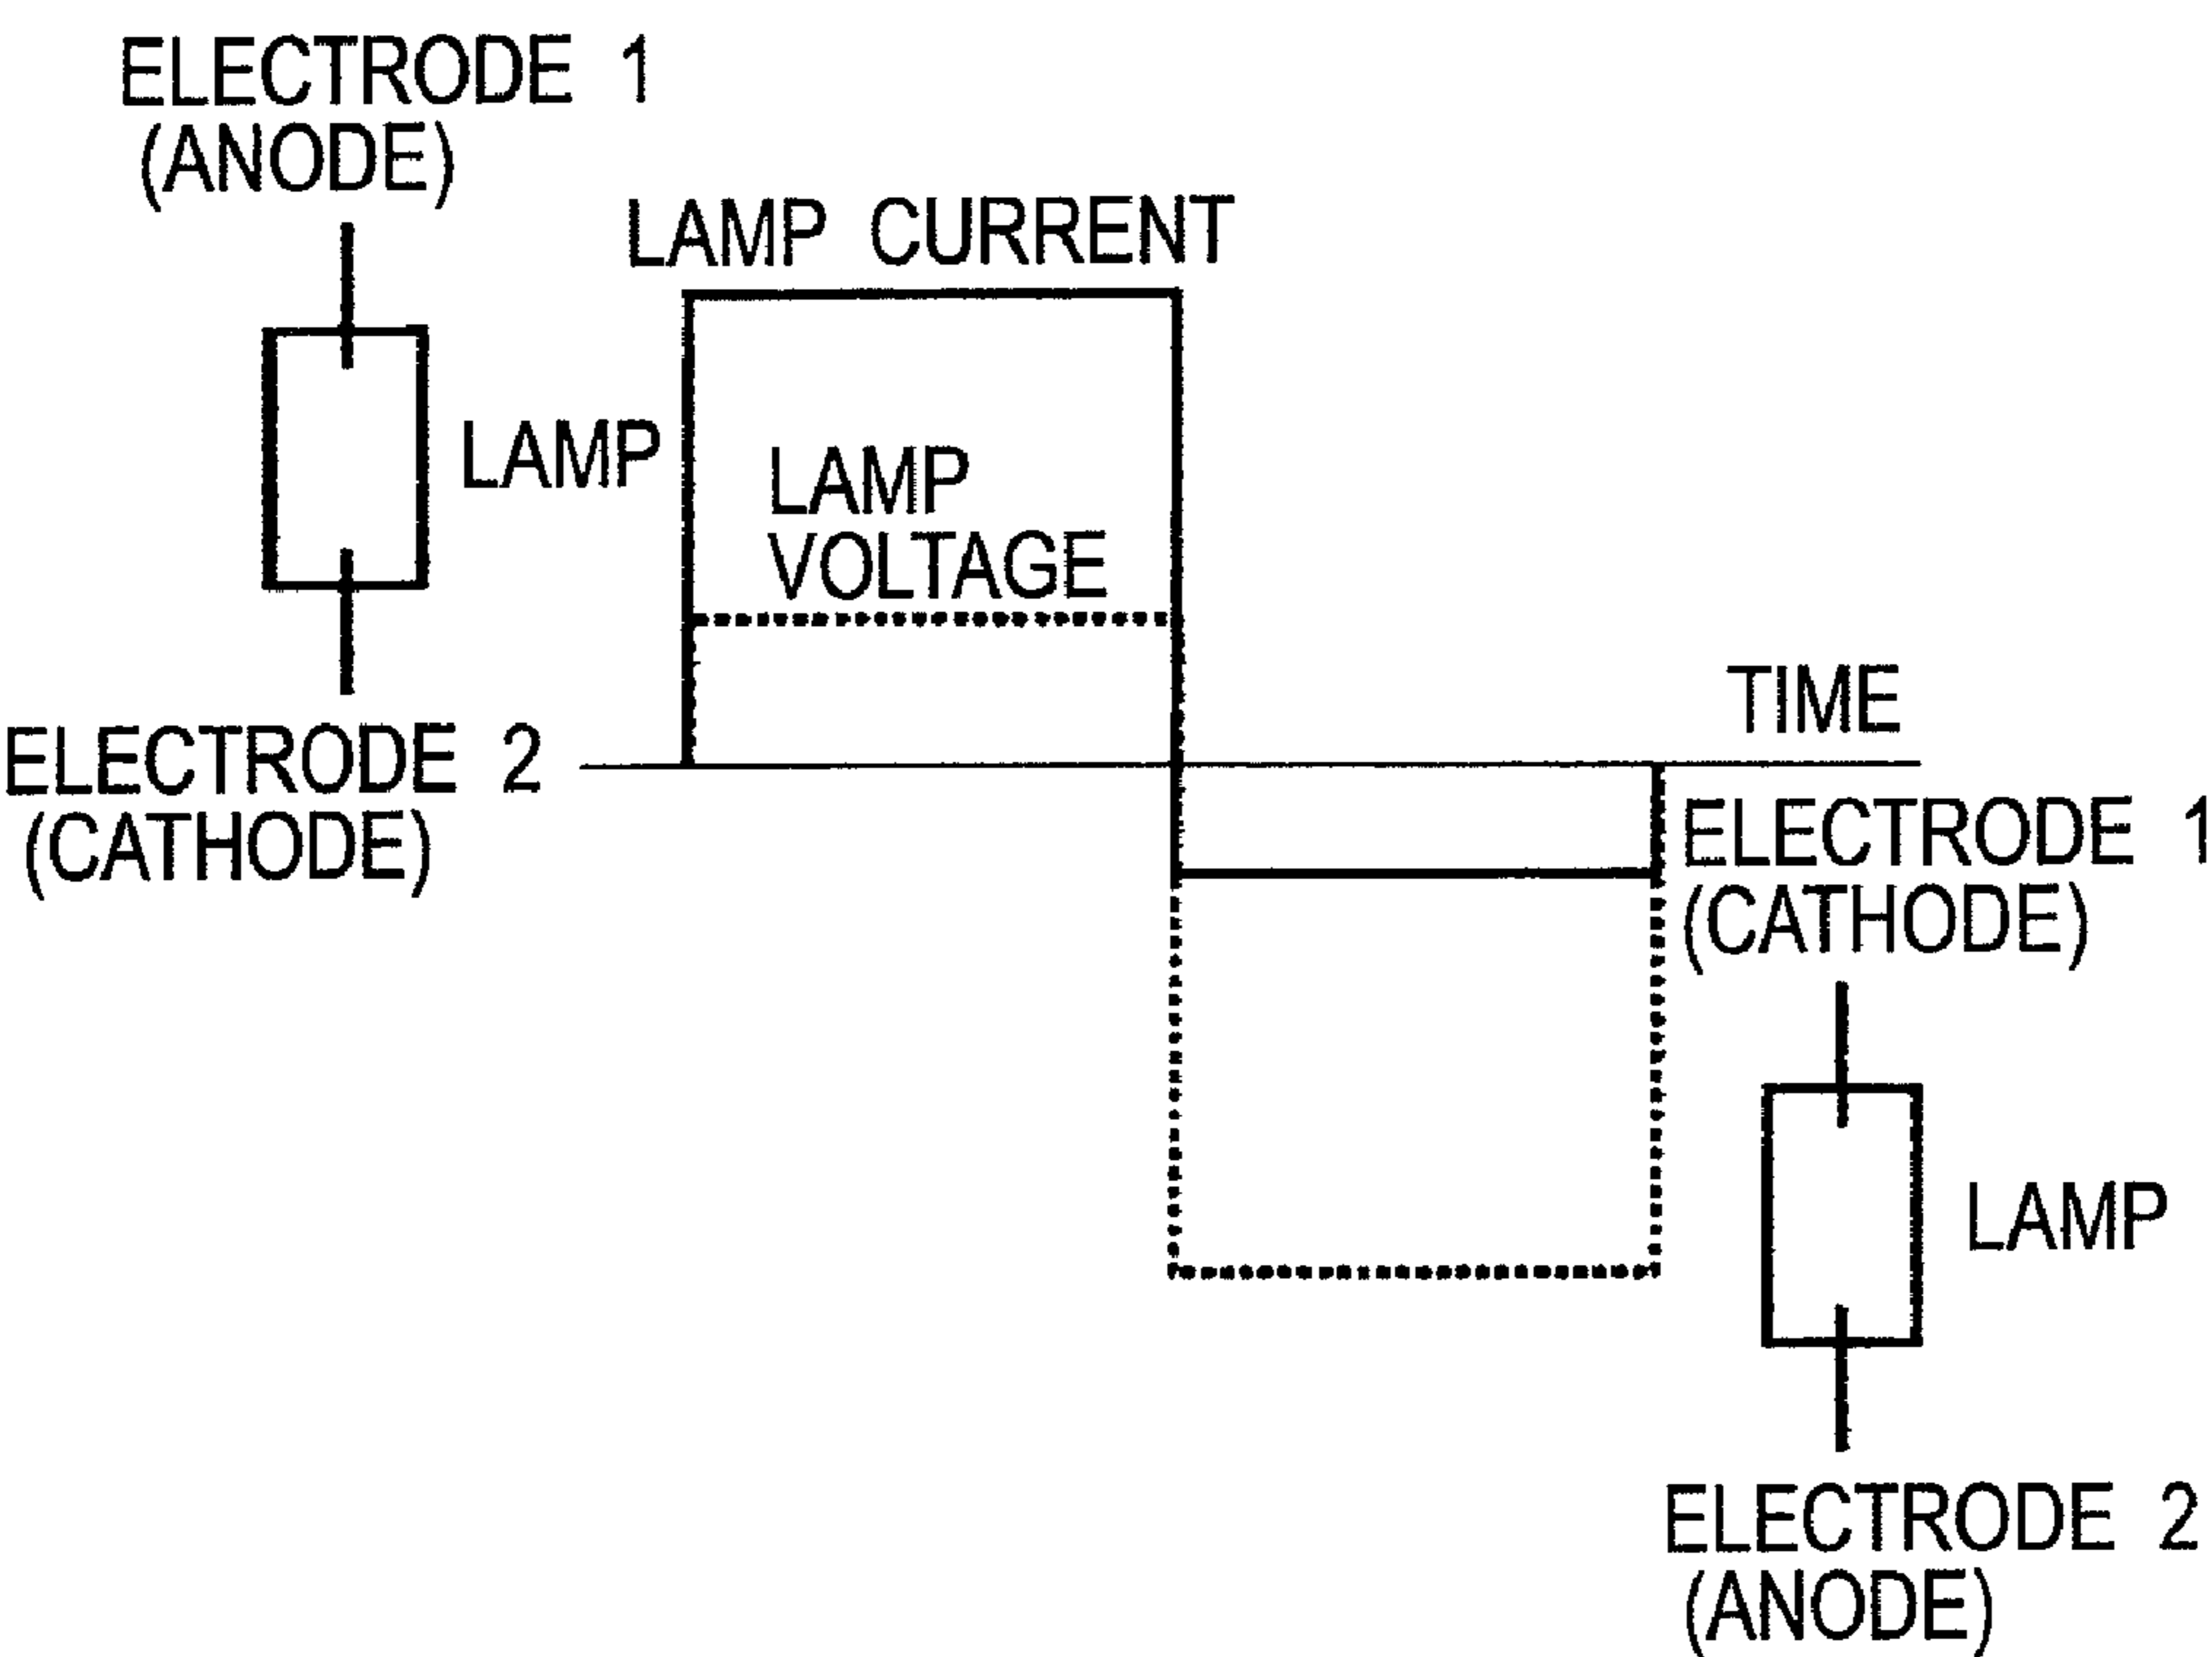 ELECTRODE 1
(ANODE)
LAMP CURRENT
LAMP
LAMP
VOLTAGE
TIME
ELECTRODE 2
(CATHODE)
ELECTRODE 1
(CATHODE)
LAMP
ELECTRODE 2
(ANODE)